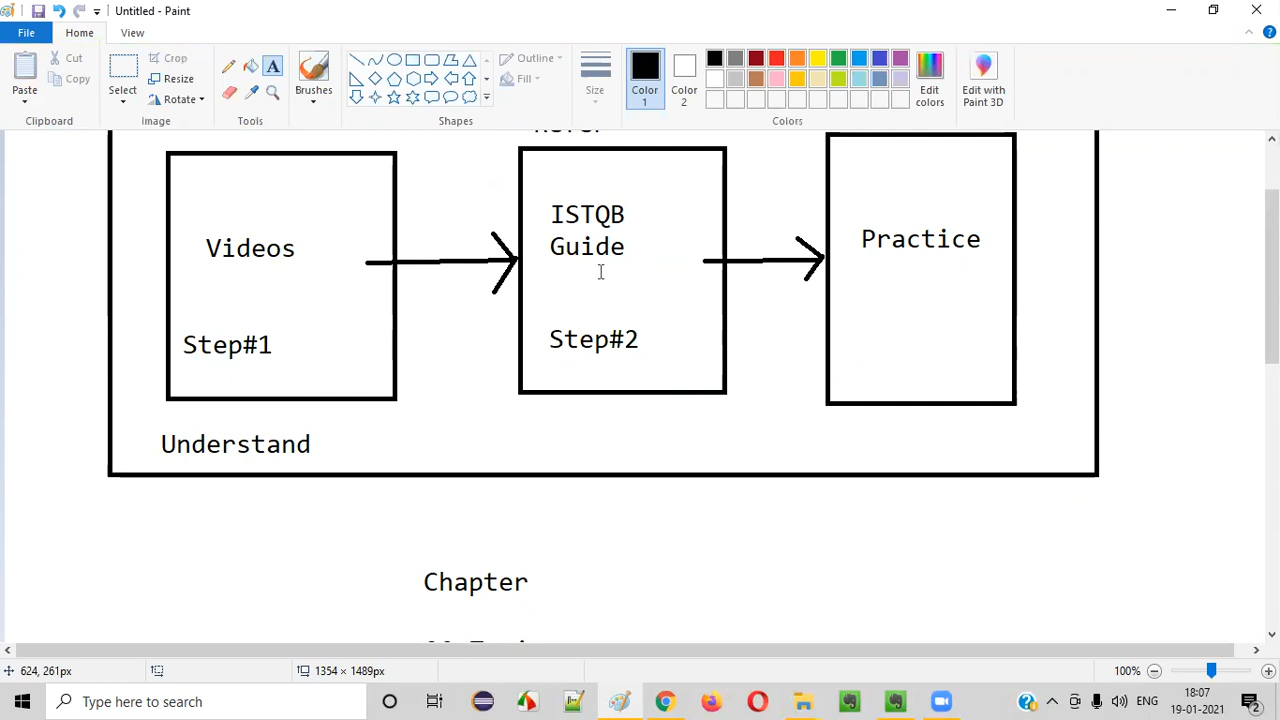 Untitled - Paint
File
Home
View
Paste
Cut
Copy
Clipboard
Select
Crop
Resize
Rotate
Image
Tools
Brushes
Shapes
Outline
Fill
Size
Color 1
Color 2
Edit colors
Edit with Paint 3D
Colors
Videos
Step#1
ISTQB
Guide
Step#2
Practice
Understand
Chapter
624, 261px
1354 × 1489px
100%
Type here to search
ENG
18:07
19-01-2021
2